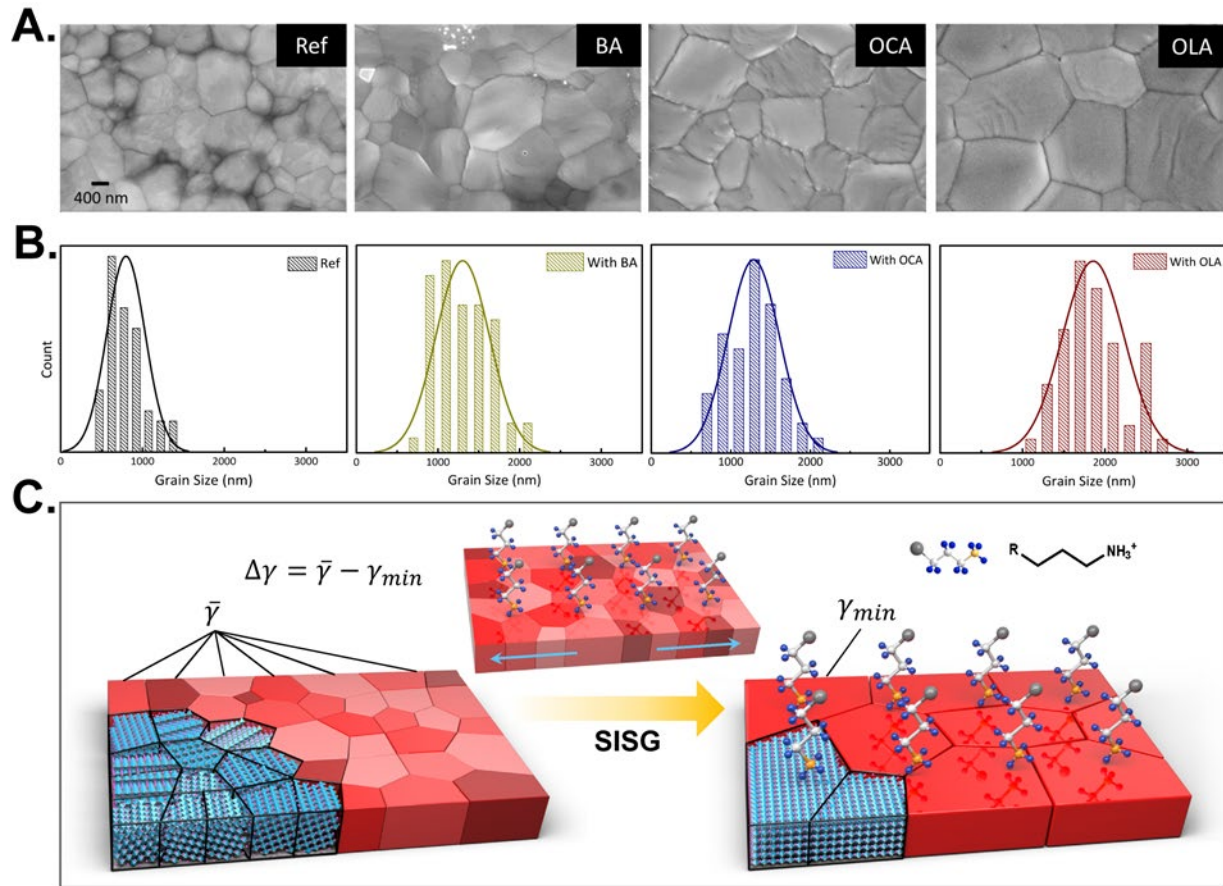 A.
Ref
BA
OCA
OLA
400 nm
B.
Count
Ref
With BA
With OCA
With OLA
0 1000 2000 3000
0 1000 2000 3000
0 1000 2000 3000
0 1000 2000 3000
Grain Size (nm)
Grain Size (nm)
Grain Size (nm)
Grain Size (nm)
C.
Δγ = γ̄ − γmin
γ̄
SISG
γmin
R
NH₃⁺